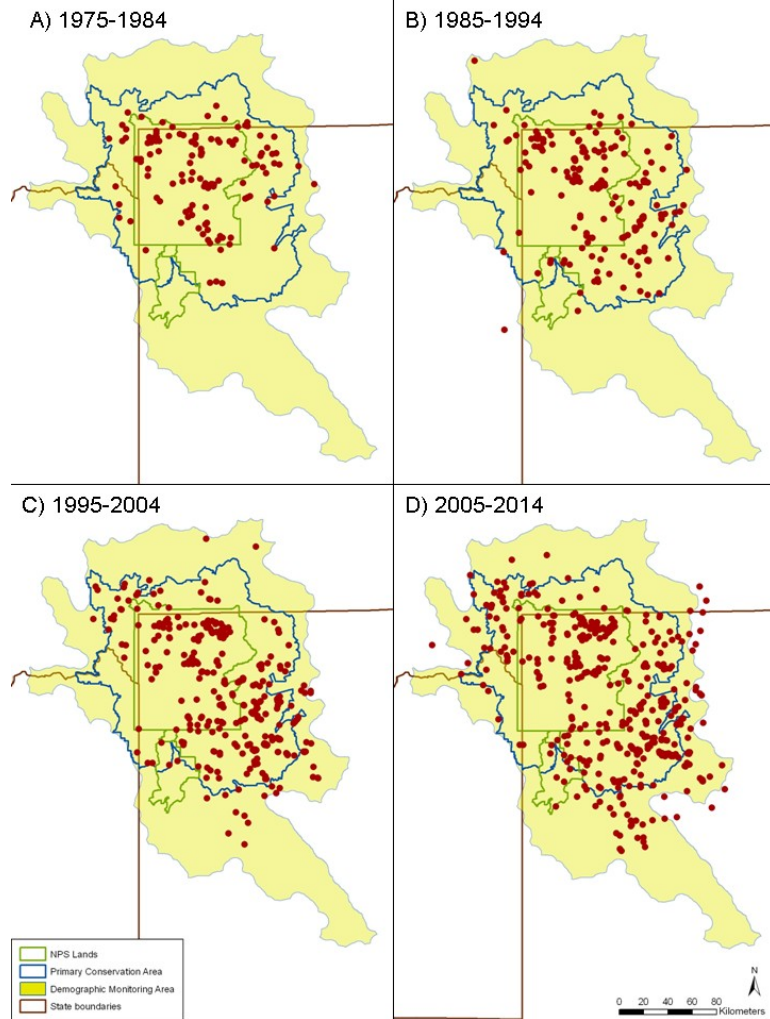 A) 1975-1984
B) 1985-1994
C) 1995-2004
D) 2005-2014
NPS Lands
Primary Conservation Area
Demographic Monitoring Area
State boundaries
N
0 20 40 60 80
Kilometers